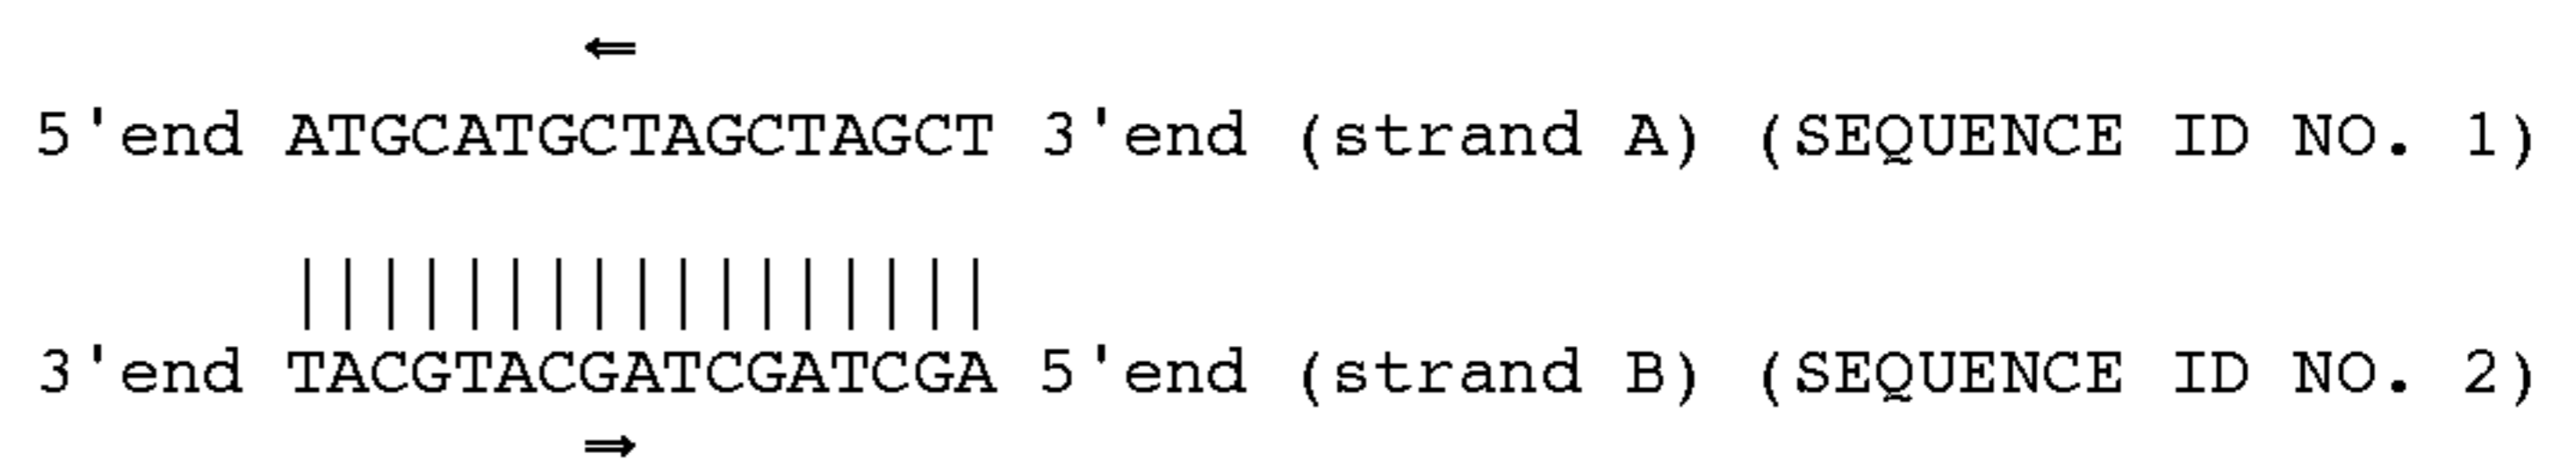 ⇐
5'end ATGCATGCTAGCTAGCT 3'end (strand A) (SEQUENCE ID NO. 1)
|||||||||||||||||
3'end TACGTACGATCGATCGA 5'end (strand B) (SEQUENCE ID NO. 2)
⇒